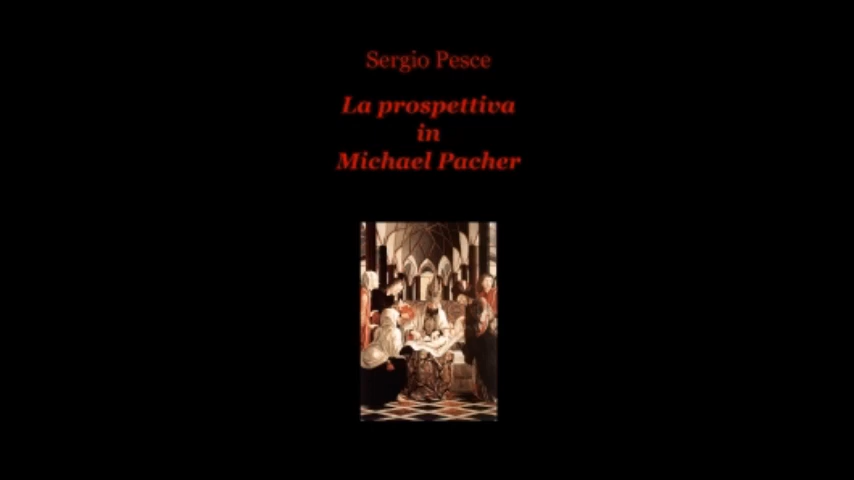 Sergio Pesce
La prospettiva
in
Michael Pacher